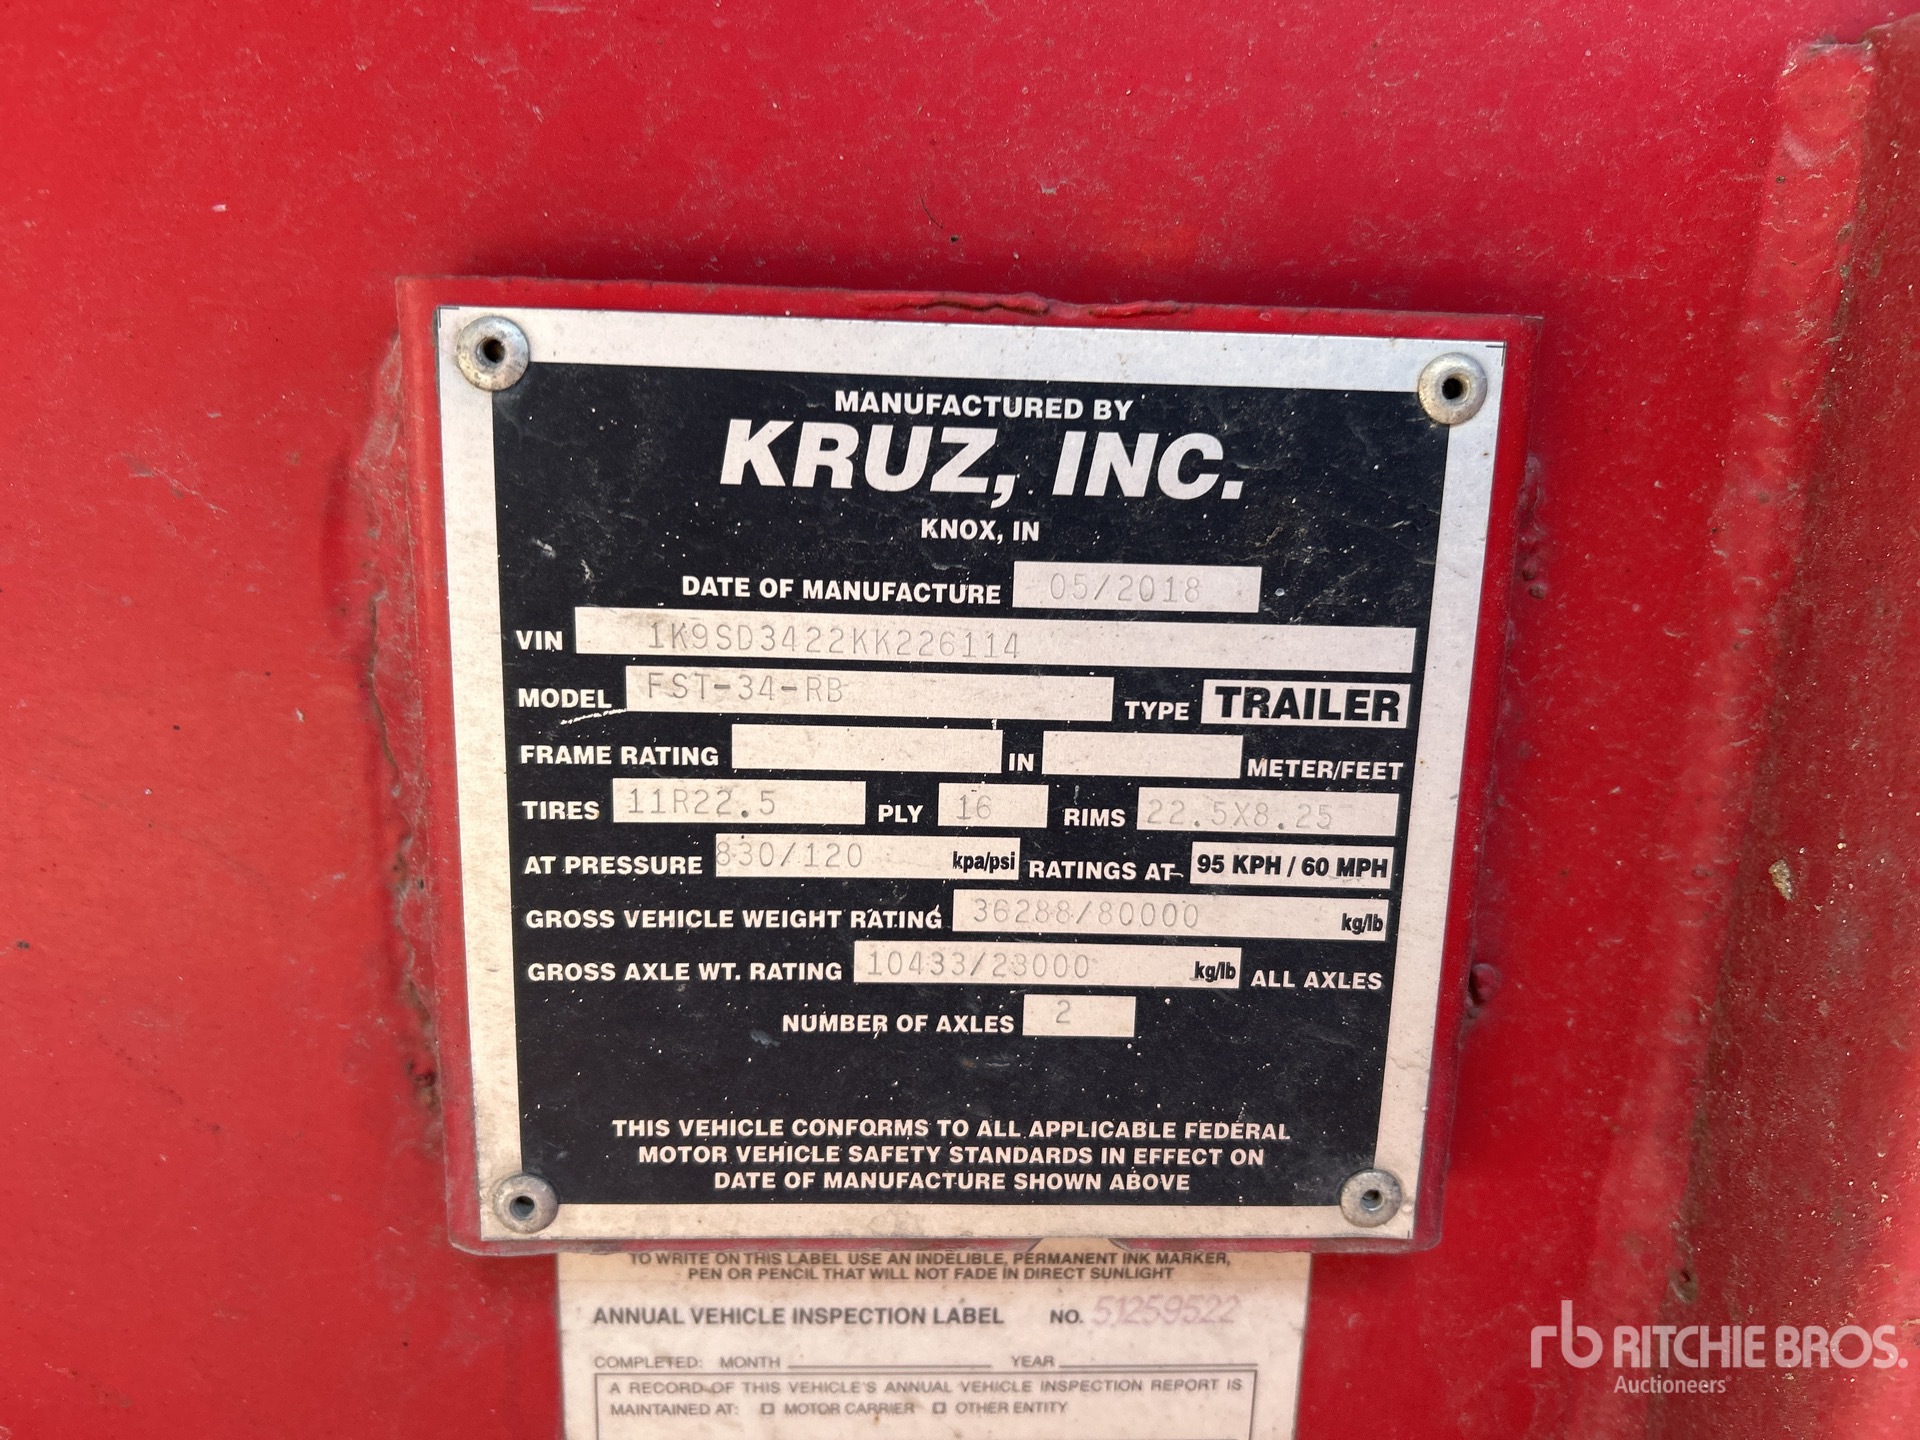 MANUFACTURED BY
KRUZ, INC.
KNOX, IN
DATE OF MANUFACTURE 05/2018
VIN 1K9SD3422KK226114
MODEL FST-34-RB TYPE TRAILER
FRAME RATING IN METER/FEET
TIRES 11R22.5 PLY 16 RIMS 22.5X8.25
AT PRESSURE 830/120 kpa/psi RATINGS AT 95 KPH / 60 MPH
GROSS VEHICLE WEIGHT RATING 36288/80000 kg/lb
GROSS AXLE WT. RATING 10433/23000 kg/lb ALL AXLES
NUMBER OF AXLES 2
THIS VEHICLE CONFORMS TO ALL APPLICABLE FEDERAL
MOTOR VEHICLE SAFETY STANDARDS IN EFFECT ON
DATE OF MANUFACTURE SHOWN ABOVE
TO WRITE ON THIS LABEL USE AN INDELIBLE, PERMANENT INK MARKER,
PEN OR PENCIL THAT WILL NOT FADE IN DIRECT SUNLIGHT
ANNUAL VEHICLE INSPECTION LABEL NO. 51259522
COMPLETED: MONTH YEAR
A RECORD OF THIS VEHICLE'S ANNUAL VEHICLE INSPECTION REPORT IS
MAINTAINED AT: MOTOR CARRIER OTHER ENTITY
rb RITCHIE BROS.
Auctioneers